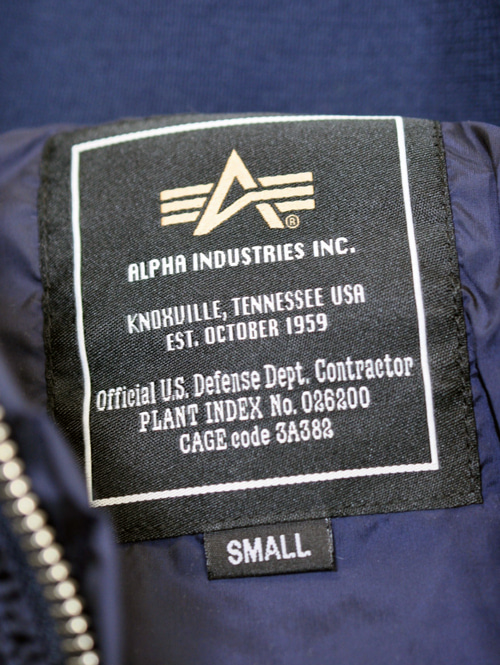 ®
ALPHA INDUSTRIES INC.
KNOXVILLE, TENNESSEE USA
EST. OCTOBER 1959
Official U.S. Defense Dept. Contractor
PLANT INDEX No. 026200
CAGE code 3A382
SMALL